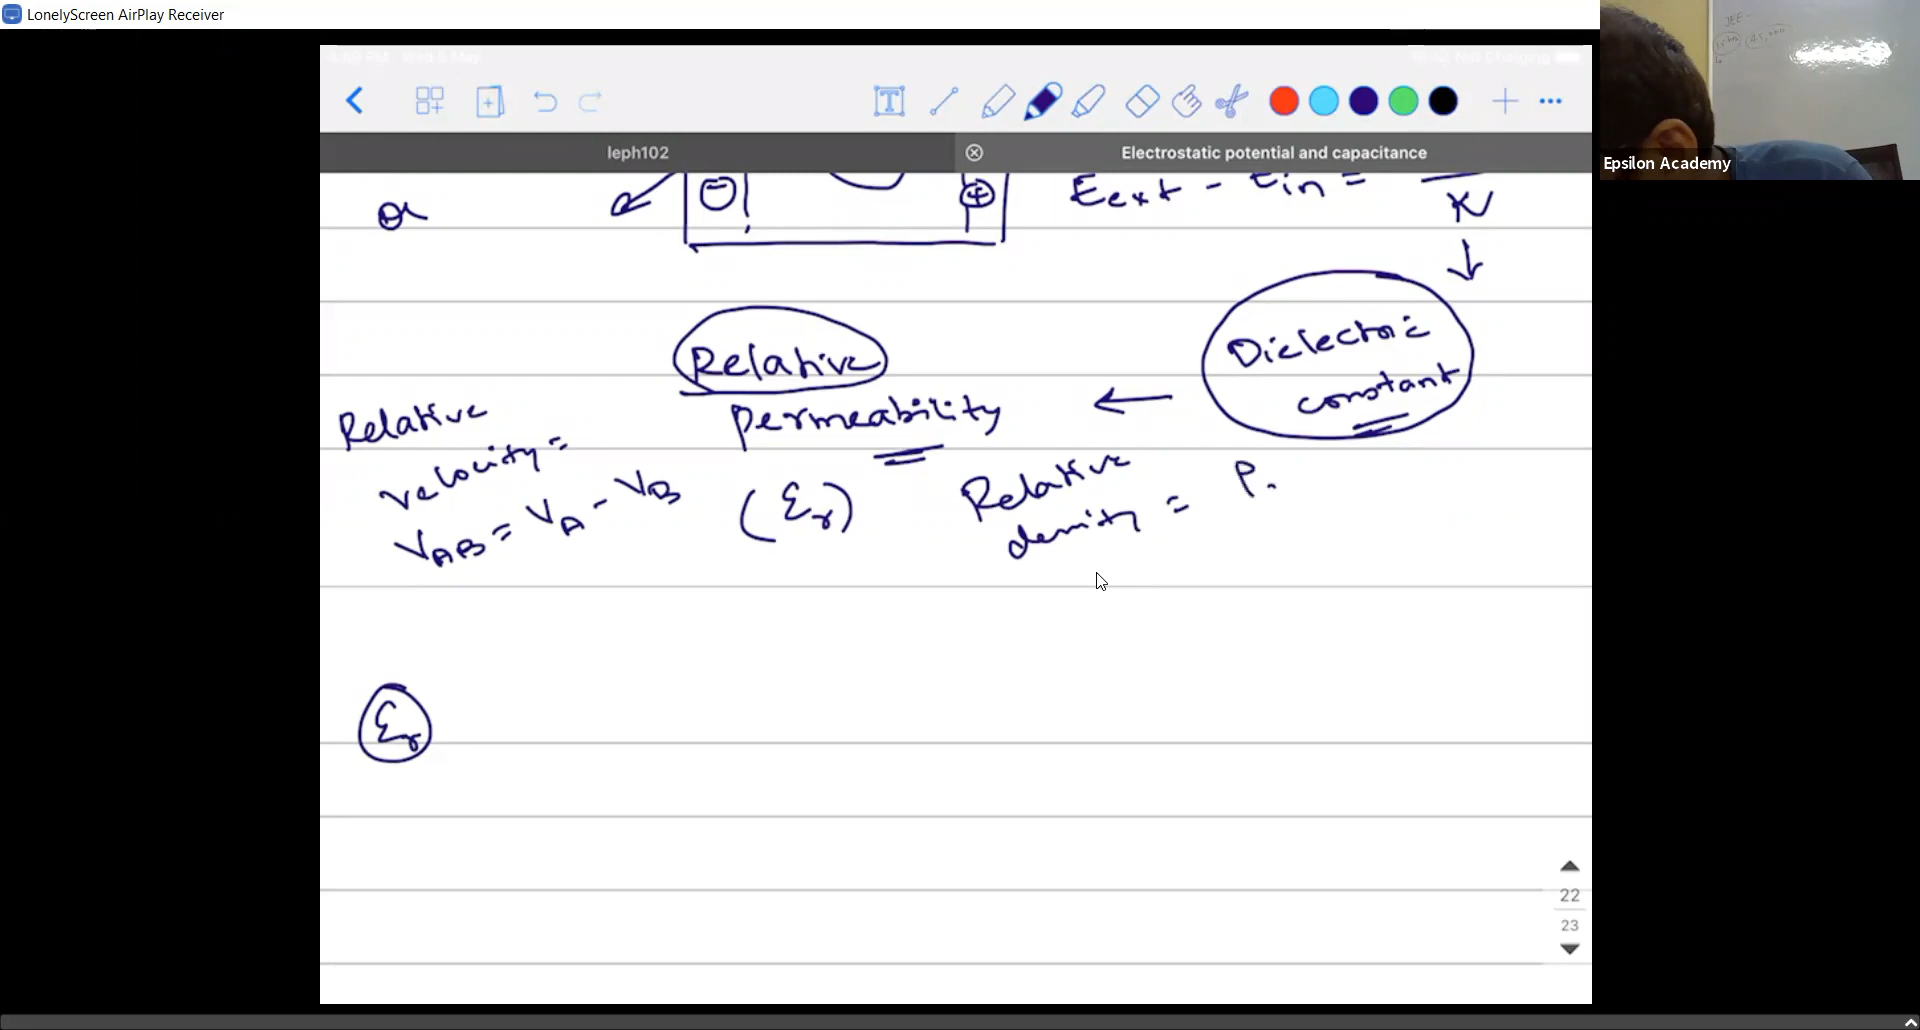 LonelyScreen AirPlay Receiver
JEE -
Epsilon Academy
leph102
Electrostatic potential and capacitance
Eext - Ein =
K
Dielectric
constant
Relative
permeability
(εr)
Relative
velocity =
VAB = VA - VB
Relative
density = P.
εr
22
23